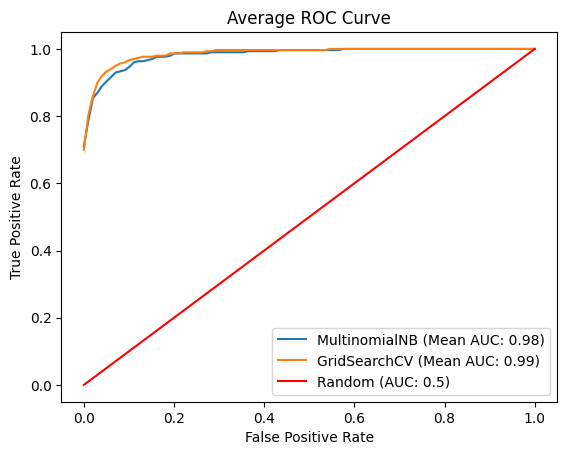 Average ROC Curve
1.0
0.8
0.6
0.4
0.2
0.0
True Positive Rate
MultinomialNB (Mean AUC: 0.98)
GridSearchCV (Mean AUC: 0.99)
Random (AUC: 0.5)
0.0 0.2 0.4 0.6 0.8 1.0
False Positive Rate